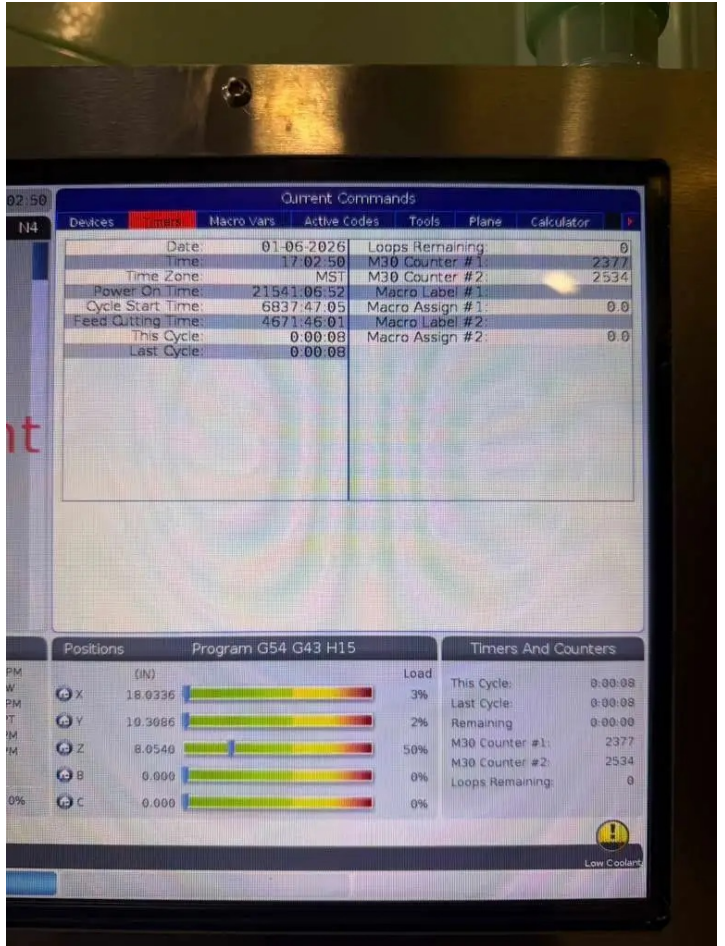 02:50
Current Commands
N4
Devices Timers Macro Vars Active Codes Tools Plane Calculator
Date: 01-06-2026
Time: 17:02:50
Time Zone: MST
Power On Time: 21541:06:52
Cycle Start Time: 6837:47:05
Feed Cutting Time: 4671:46:01
This Cycle: 0:00:08
Last Cycle: 0:00:08
Loops Remaining: 0
M30 Counter #1: 2377
M30 Counter #2: 2534
Macro Label #1:
Macro Assign #1: 0.0
Macro Label #2:
Macro Assign #2: 0.0
nt
Positions Program G54 G43 H15
(IN) Load
X 18.0336 3%
Y 10.3086 2%
Z 8.0540 50%
B 0.000 0%
C 0.000 0%
PM
W
PM
T
PM
PM
0%
Timers And Counters
This Cycle: 0:00:08
Last Cycle: 0:00:08
Remaining 0:00:00
M30 Counter #1: 2377
M30 Counter #2: 2534
Loops Remaining: 0
Low Coolant